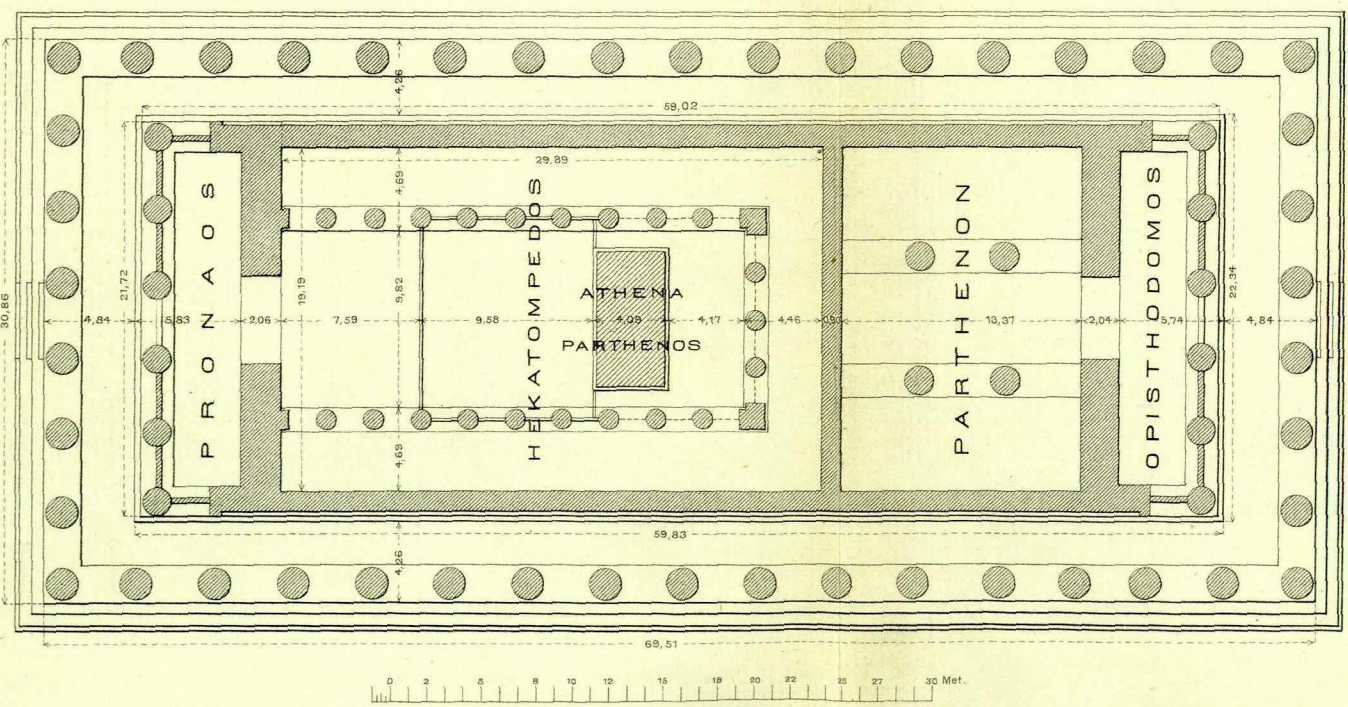 4,26
59,02
29,89
4,69
PRONAOS
HEKATOMPEDOS
PARTHENON
OPISTHODOMOS
30,86
21,72
19,19
9,82
22,34
ATHENA
4,84 5,83 2,06 7,59 9,58 4,09 4,17 4,46 0,90 13,37 2,04 5,74 4,84
PARTHENOS
4,69
59,83
4,26
69,51
0 2 5 8 10 12 15 18 20 22 25 27 30 Met.